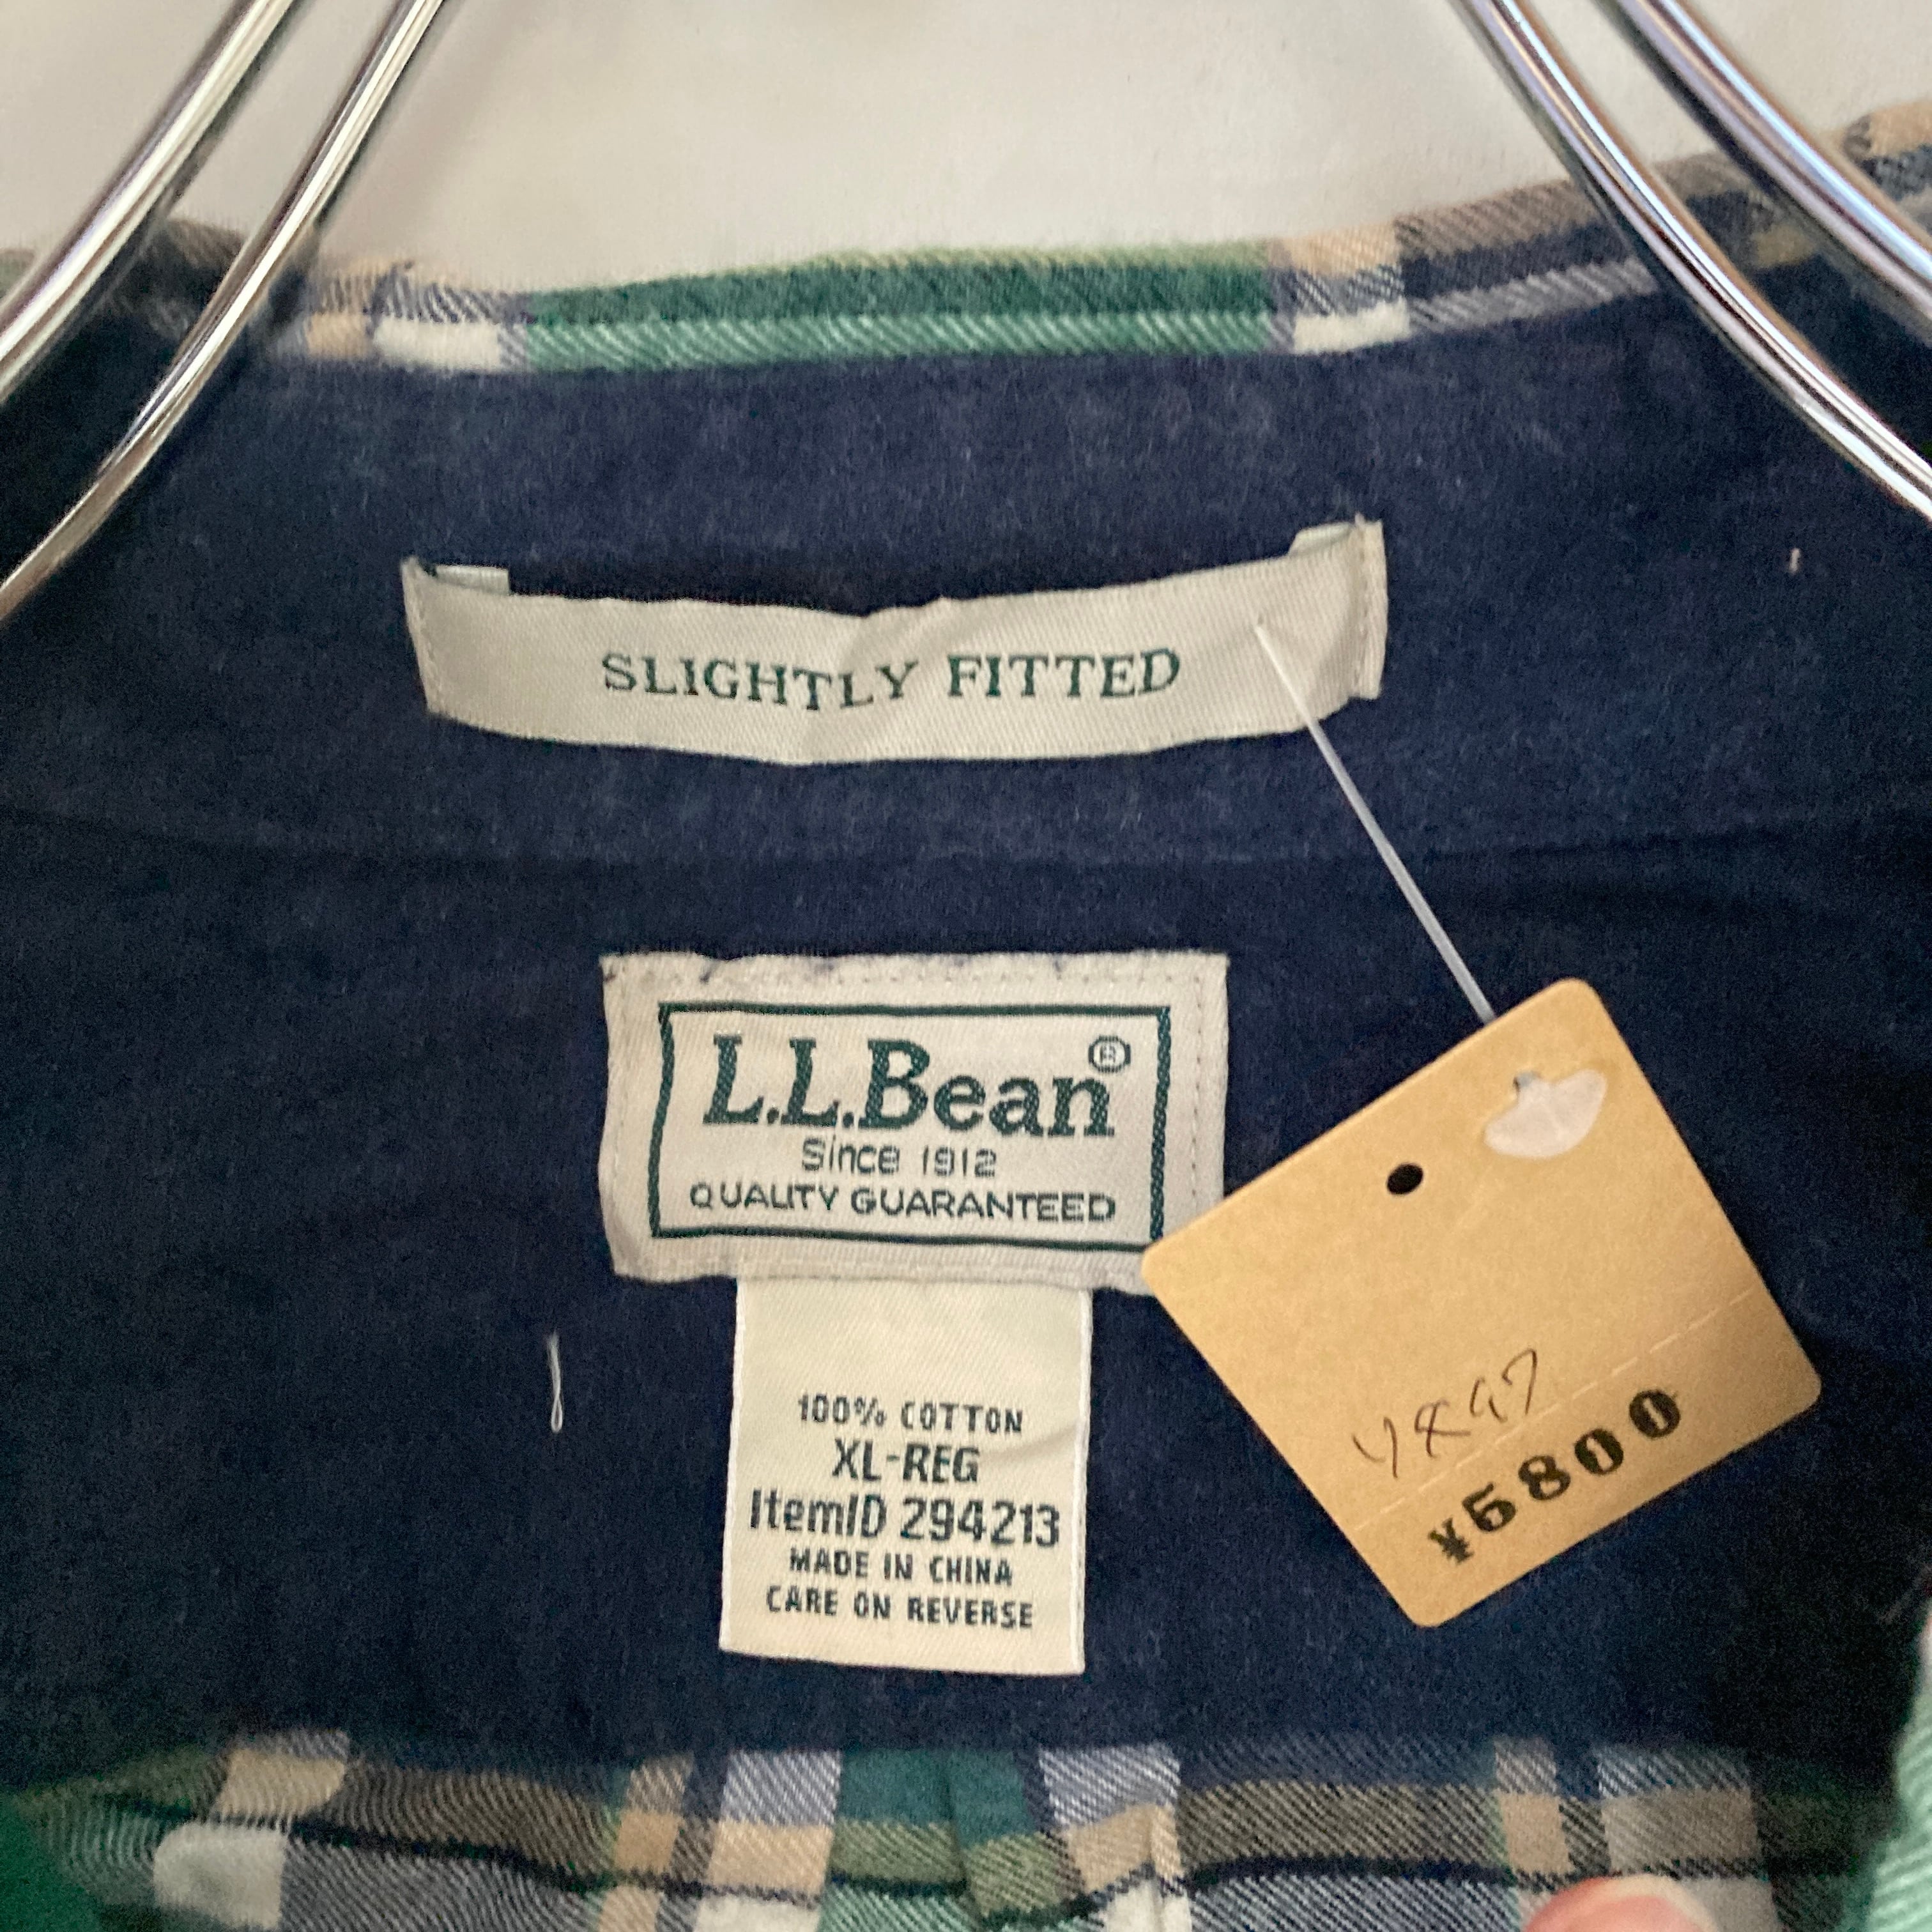 SLIGHTLY FITTED
L.L.Bean®
Since 1912
QUALITY GUARANTEED
100% COTTON
XL-REG
ItemID 294213
MADE IN CHINA
CARE ON REVERSE
¥5800